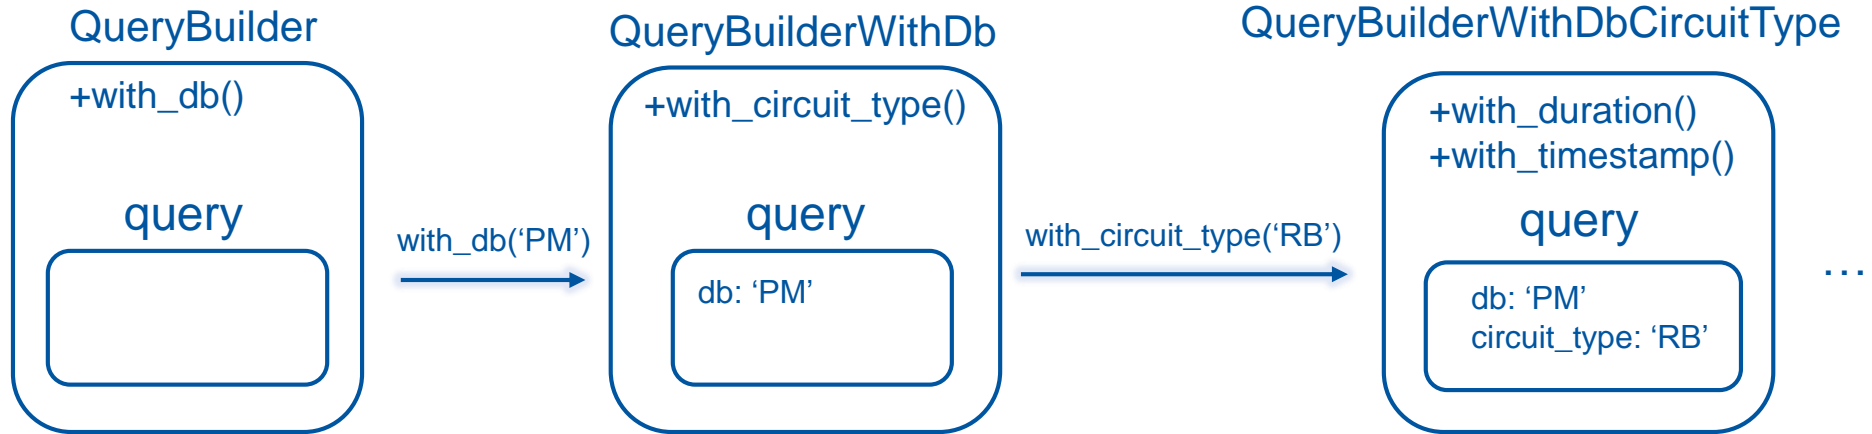 QueryBuilder
+with_db()
query
with_db(‘PM’)
QueryBuilderWithDb
+with_circuit_type()
query
db: ‘PM’
with_circuit_type(‘RB’)
QueryBuilderWithDbCircuitType
+with_duration()
+with_timestamp()
query
db: ‘PM’
circuit_type: ‘RB’
...